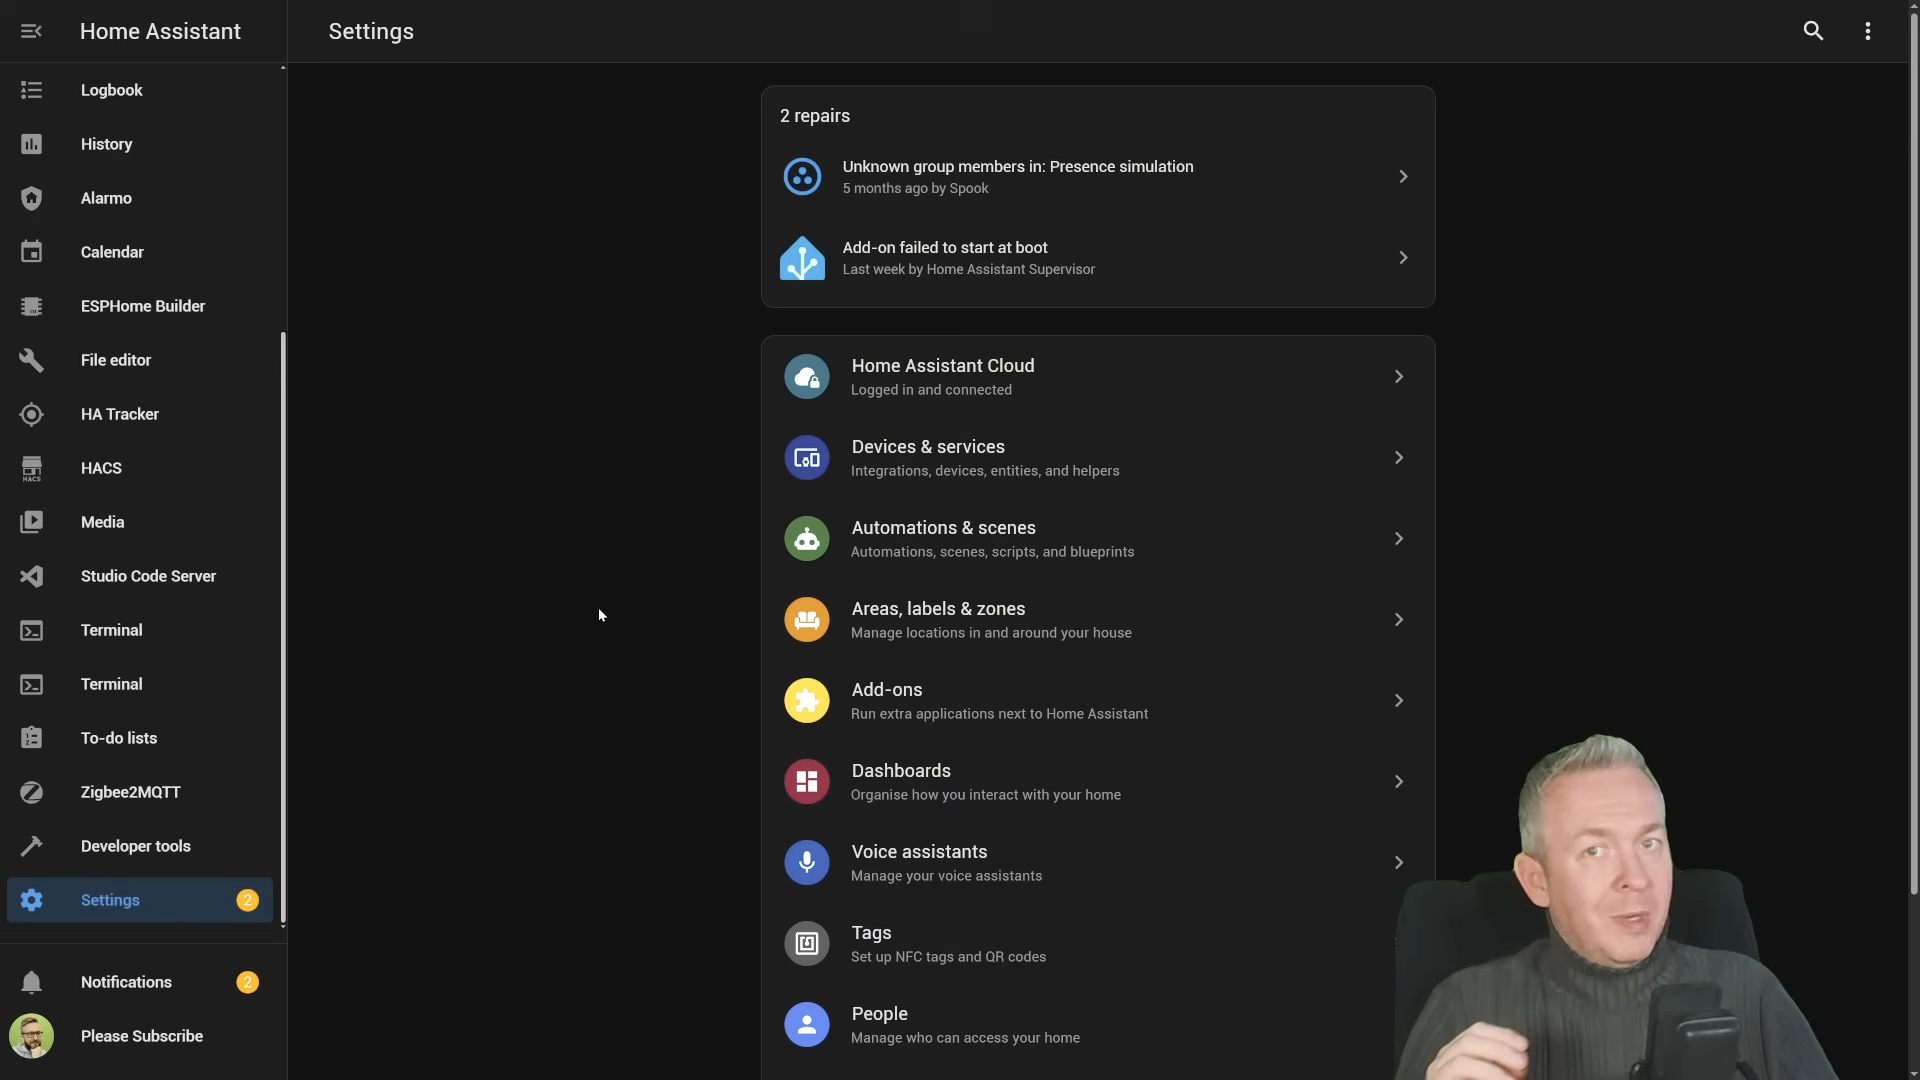 Home Assistant
Settings
Logbook
History
Alarmo
Calendar
ESPHome Builder
File editor
HA Tracker
HACS
HACS
Media
Studio Code Server
Terminal
Terminal
To-do lists
Zigbee2MQTT
Developer tools
Settings 2
Notifications 2
Please Subscribe
2 repairs
Unknown group members in: Presence simulation
5 months ago by Spook
Add-on failed to start at boot
Last week by Home Assistant Supervisor
Home Assistant Cloud
Logged in and connected
Devices & services
Integrations, devices, entities, and helpers
Automations & scenes
Automations, scenes, scripts, and blueprints
Areas, labels & zones
Manage locations in and around your house
Add-ons
Run extra applications next to Home Assistant
Dashboards
Organise how you interact with your home
Voice assistants
Manage your voice assistants
Tags
Set up NFC tags and QR codes
People
Manage who can access your home